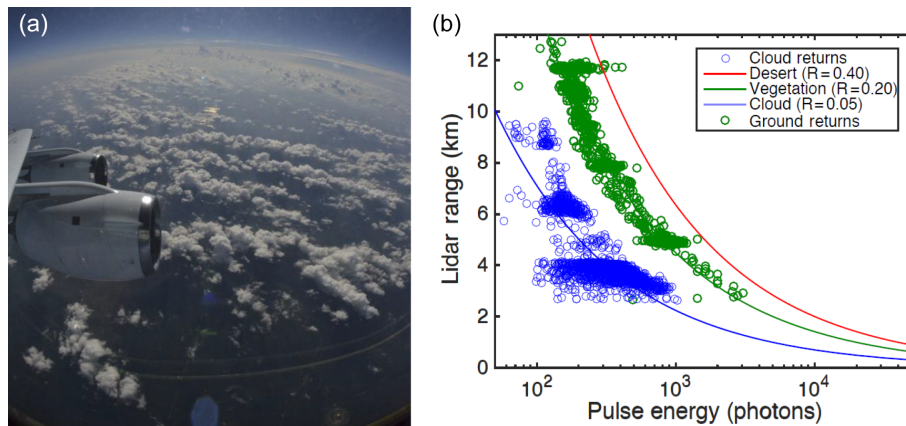 (a)
(b)
Cloud returns
Desert (R=0.40)
Vegetation (R=0.20)
Cloud (R=0.05)
Ground returns
Lidar range (km)
12
10
8
6
4
2
0
10²
10³
10⁴
Pulse energy (photons)